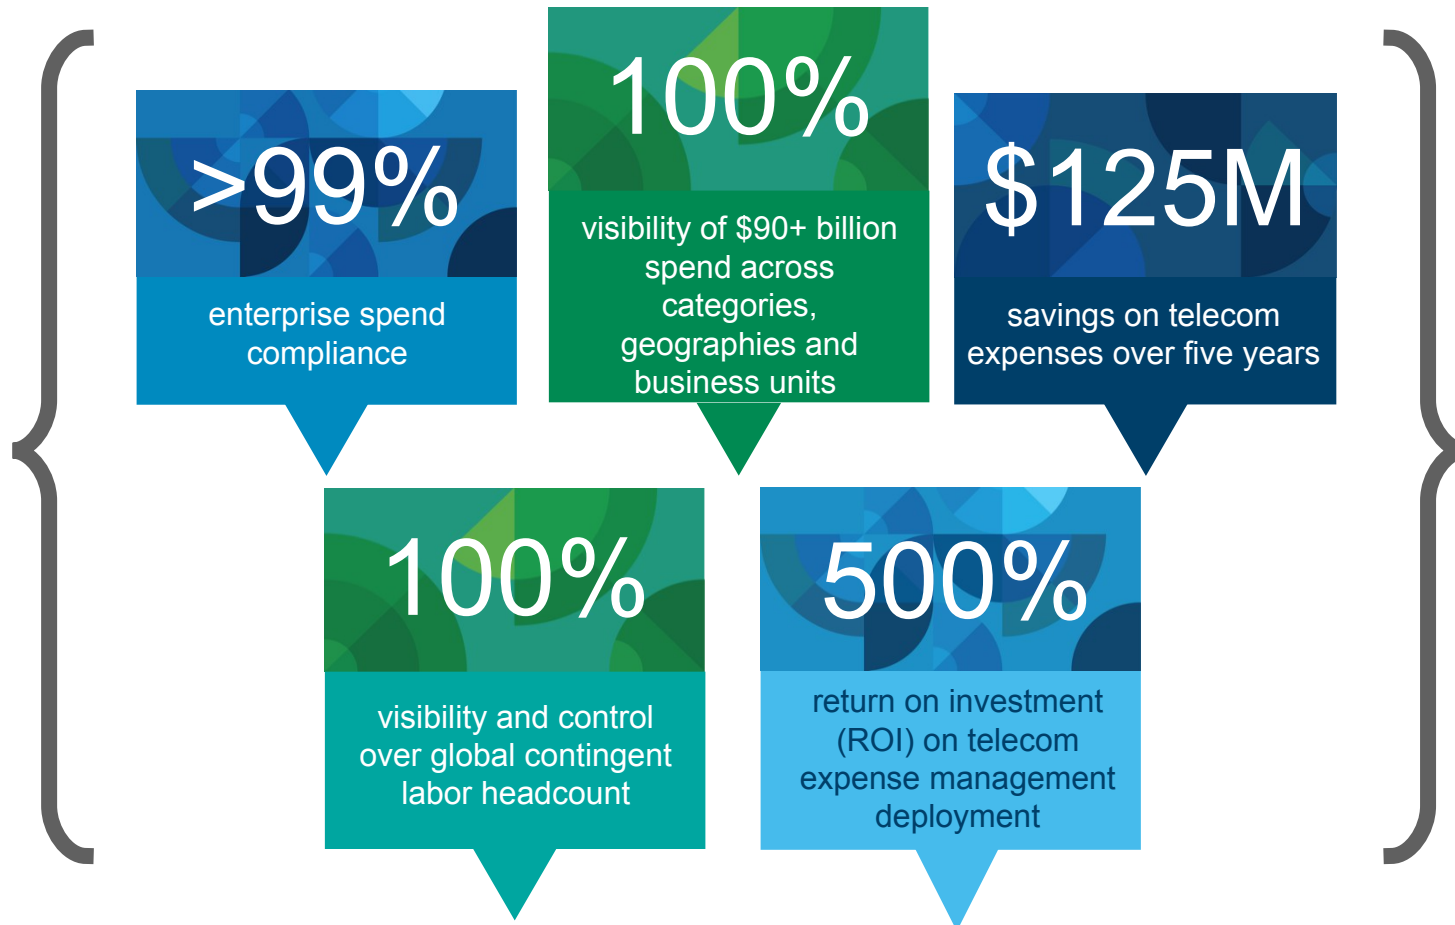 >99%
enterprise spend
compliance
100%
visibility of $90+ billion
spend across
categories,
geographies and
business units
$125M
savings on telecom
expenses over five years
100%
visibility and control
over global contingent
labor headcount
500%
return on investment
(ROI) on telecom
expense management
deployment